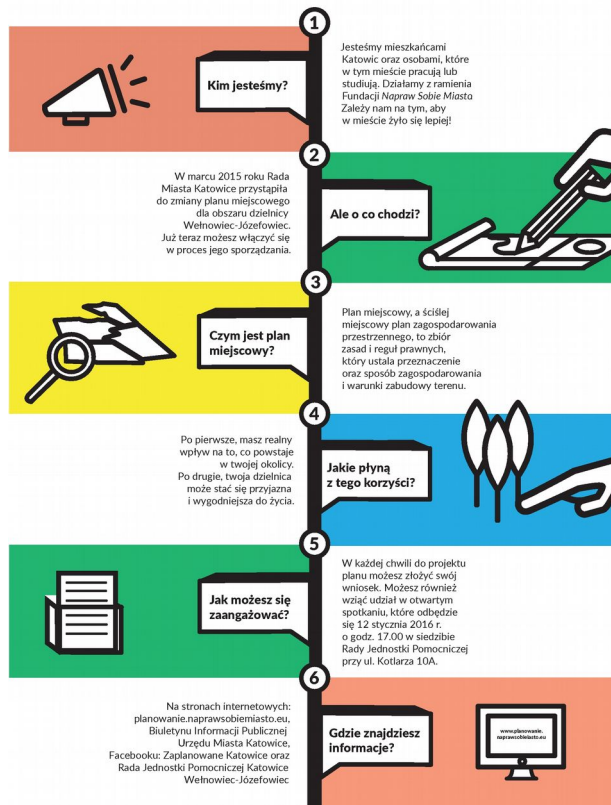 1
Kim jesteśmy?
Jesteśmy mieszkańcami
Katowic oraz osobami, które
w tym mieście pracują lub
studiują. Działamy z ramienia
Fundacji Napraw Sobie Miasto
Zależy nam na tym, aby
w mieście żyło się lepiej!
2
W marcu 2015 roku Rada
Miasta Katowice przystąpiła
do zmiany planu miejscowego
dla obszaru dzielnicy
Wełnowiec-Józefowiec.
Już teraz możesz włączyć się
w proces jego sporządzania.
Ale o co chodzi?
3
Czym jest plan
miejscowy?
Plan miejscowy, a ściślej
miejscowy plan zagospodarowania
przestrzennego, to zbiór
zasad i reguł prawnych,
który ustala przeznaczenie
oraz sposób zagospodarowania
i warunki zabudowy terenu.
4
Po pierwsze, masz realny
wpływ na to, co powstaje
w twojej okolicy.
Po drugie, twoja dzielnica
może stać się przyjazna
i wygodniejsza do życia.
Jakie płyną
z tego korzyści?
5
Jak możesz się
zaangażować?
W każdej chwili do projektu
planu możesz złożyć swój
wniosek. Możesz również
wziąć udział w otwartym
spotkaniu, które odbędzie
się 12 stycznia 2016 r.
o godz. 17.00 w siedzibie
Rady Jednostki Pomocniczej
przy ul. Kotlarza 10A.
6
Na stronach internetowych:
planowanie.naprawsobiemiasto.eu,
Biuletynu Informacji Publicznej
Urzędu Miasta Katowice,
Facebooku: Zaplanowane Katowice oraz
Rada Jednostki Pomocniczej Katowice
Wełnowiec-Józefowiec
Gdzie znajdziesz
informacje?
www.planowanie.
naprawsobiemiasto.eu